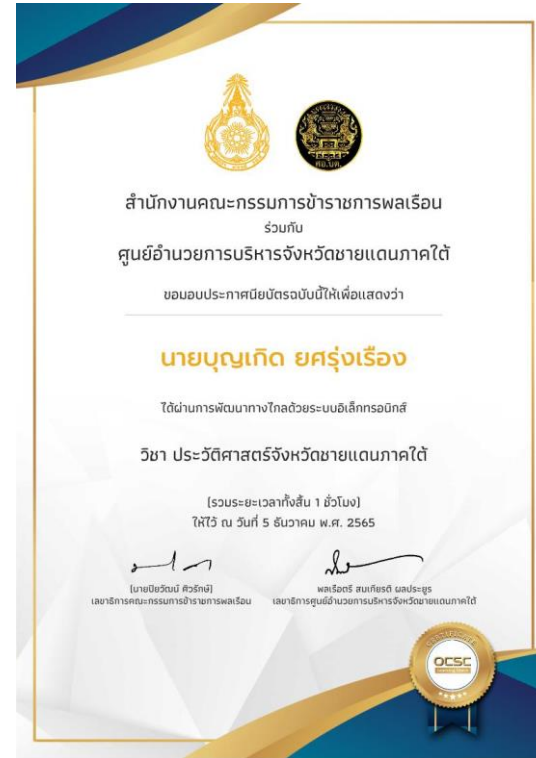 ศอ.บต.
สำนักงานคณะกรรมการข้าราชการพลเรือน
ร่วมกับ
ศูนย์อำนวยการบริหารจังหวัดชายแดนภาคใต้
ขอมอบประกาศนียบัตรฉบับนี้ให้เพื่อแสดงว่า
นายบุญเกิด ยศรุ่งเรือง
ได้ผ่านการพัฒนาทางไกลด้วยระบบอิเล็กทรอนิกส์
วิชา ประวัติศาสตร์จังหวัดชายแดนภาคใต้
(รวมระยะเวลาทั้งสิ้น 1 ชั่วโมง)
ให้ไว้ ณ วันที่ 5 ธันวาคม พ.ศ. 2565
(นายปิยวัฒน์ ศิวรักษ์)
เลขาธิการคณะกรรมการข้าราชการพลเรือน
พลเรือตรี สมเกียรติ ผลประยูร
เลขาธิการศูนย์อำนวยการบริหารจังหวัดชายแดนภาคใต้
CERTIFICATE
OCSC